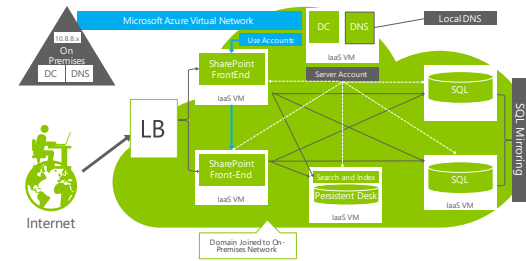 Microsoft Azure Virtual Network
Local DNS
10.8.8.x
On
Premises
DC
DNS
Use Accounts
DC
DNS
IaaS VM
SharePoint
FrontEnd
IaaS VM
Server Account
SQL
IaaS VM
LB
SQL Mirroring
SharePoint
Front-End
IaaS VM
Search and Index
Persistent Desk
IaaS VM
SQL
IaaS VM
Internet
Domain Joined to On-
Premises Network